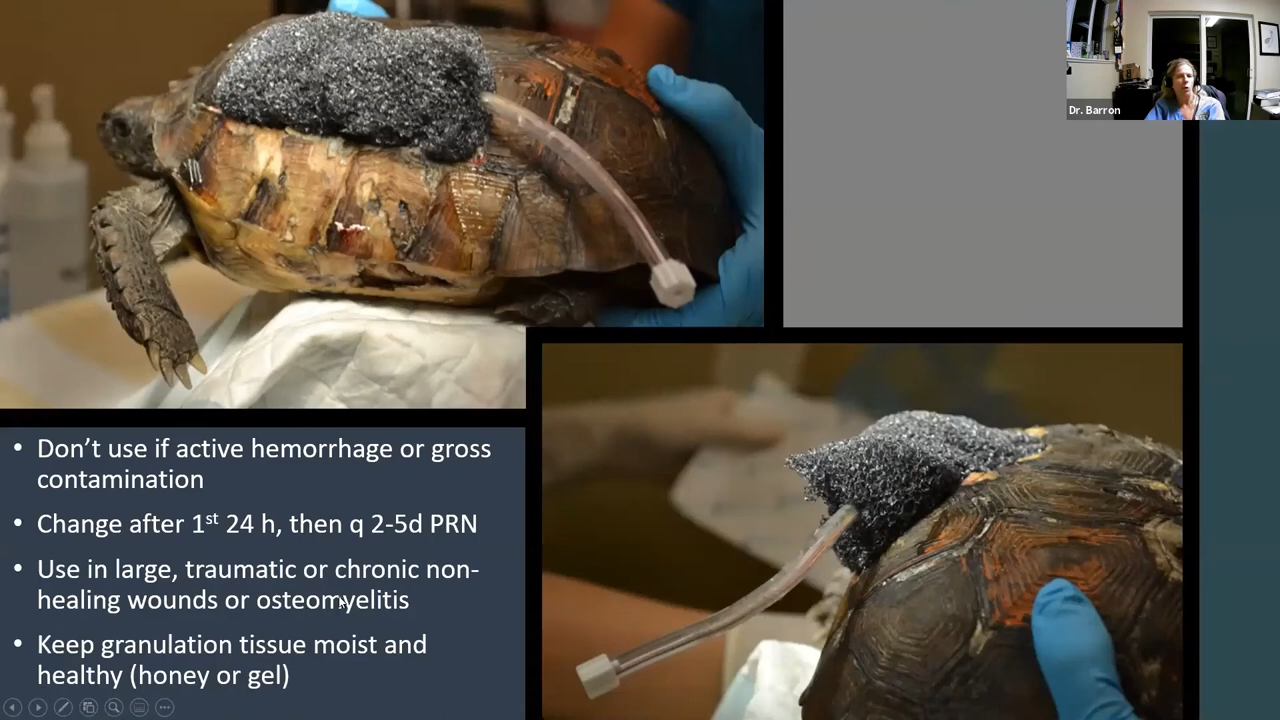 Dr. Barron
• Don't use if active hemorrhage or gross
contamination
• Change after 1st 24 h, then q 2-5d PRN
• Use in large, traumatic or chronic non-
healing wounds or osteomyelitis
• Keep granulation tissue moist and
healthy (honey or gel)